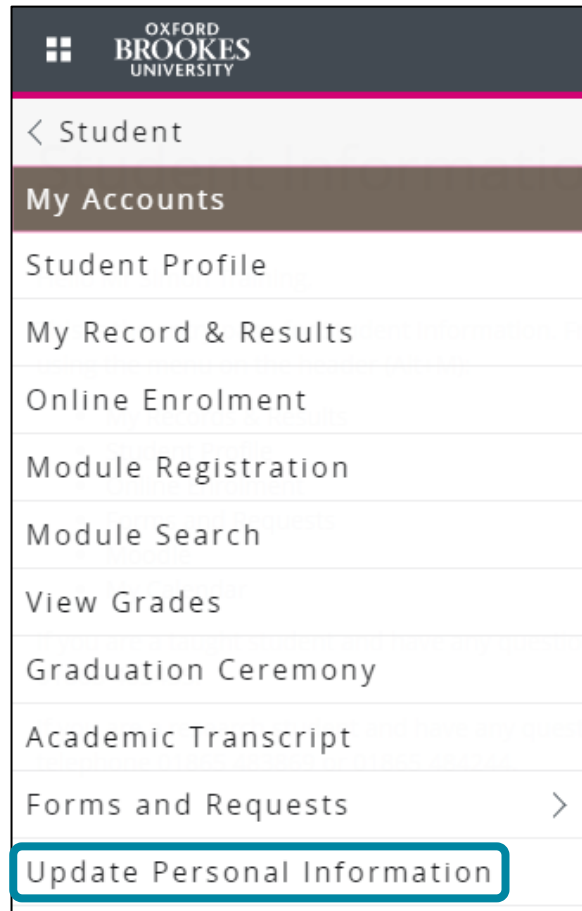 OXFORD
BROOKES
UNIVERSITY
< Student
My Accounts
Student Profile
My Record & Results
Online Enrolment
Module Registration
Module Search
View Grades
Graduation Ceremony
Academic Transcript
Forms and Requests >
Update Personal Information